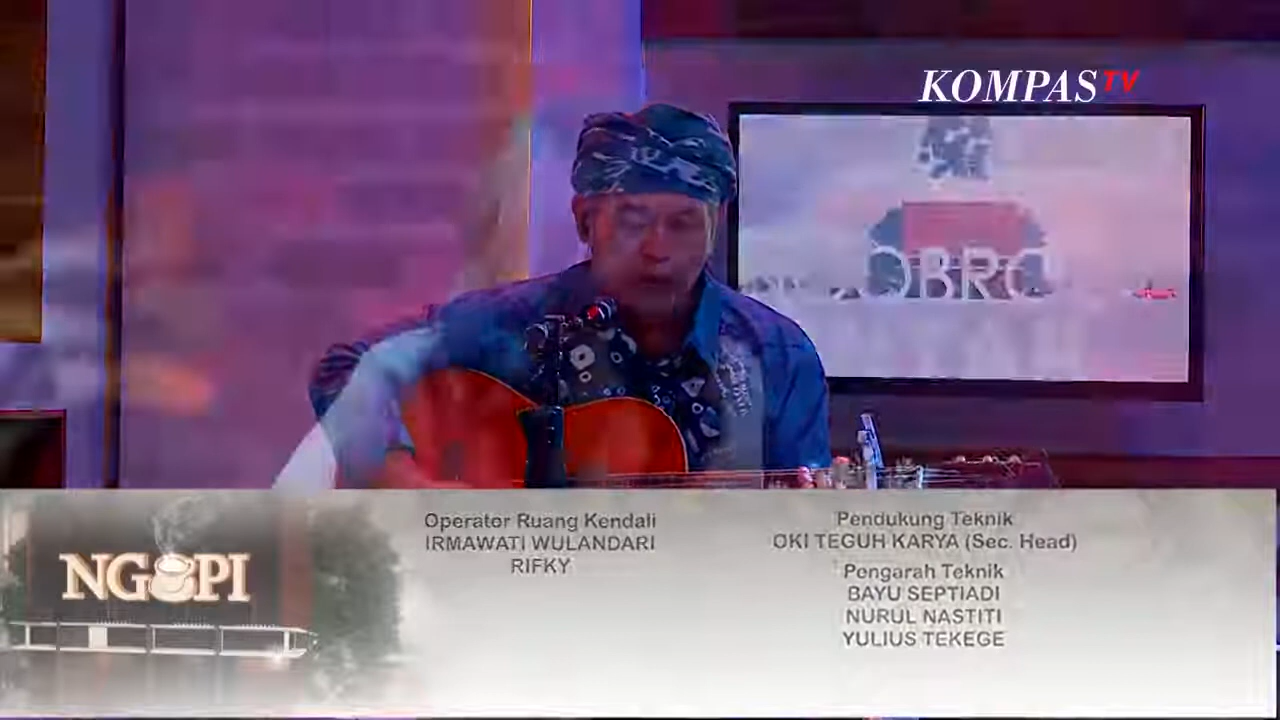 KOMPAS TV
OBRO
NGOPI
Operator Ruang Kendali
IRMAWATI WULANDARI
RIFKY
Pendukung Teknik
OKI TEGUH KARYA (Sec. Head)
Pengarah Teknik
BAYU SEPTIADI
NURUL NASTITI
YULIUS TEKEGE